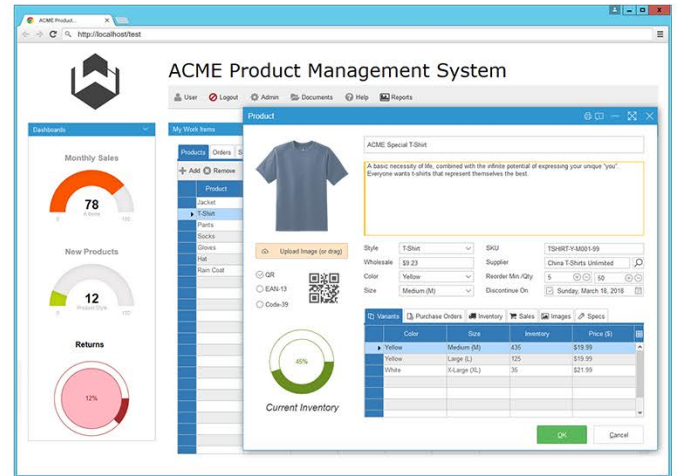 ACME Product...
http://localhost/test
ACME Product Management System
User Logout Admin Documents Help Reports
Dashboards
Monthly Sales
78
0 100
New Products
12
Product Style
Returns
12%
My Work Items
Products Orders S
Add Remove
Product
Jacket
T-Shirt
Pants
Socks
Gloves
Hat
Rain Coat
Product
ACME Special T-Shirt
A basic necessity of life, combined with the infinite potential of expressing your unique "you".
Everyone wants t-shirts that represent themselves the best.
Upload Image (or drag)
QR
EAN-13
Code-39
45%
Current Inventory
Style T-Shirt SKU TSHIRT-Y-M001-99
Wholesale $9.23 Supplier China T-Shirts Unlimited
Color Yellow Reorder Min./Qty. 5 50
Size Medium (M) Discontinue On Sunday, March 18, 2018
Variants Purchase Orders Inventory Sales Images Specs
Color Size Inventory Price ($)
Yellow Medium (M) 435 $19.99
Yellow Large (L) 125 $19.99
White X-Large (XL) 35 $21.99
OK Cancel